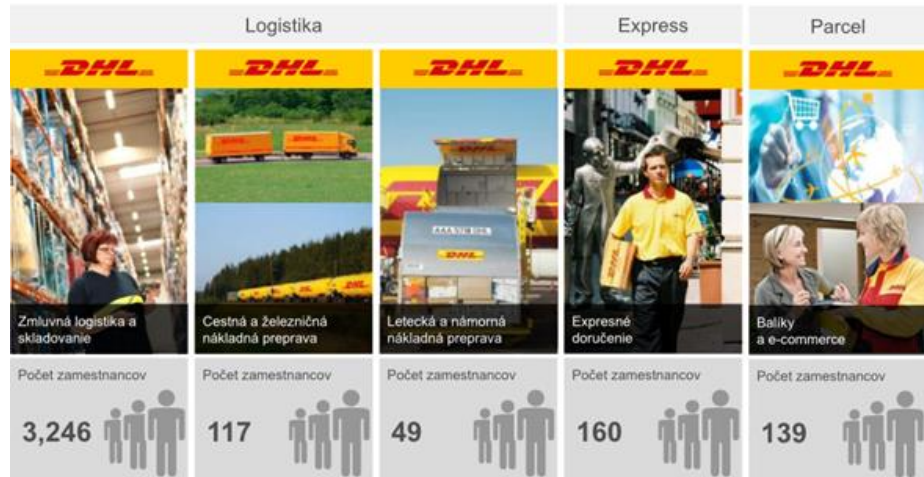 Logistika
Express
Parcel
DHL
DHL
DHL
DHL
DHL
Zmluvná logistika a
skladovanie
Cestná a železničná
nákladná preprava
Letecká a námorná
nákladná preprava
DHL
Expresné
doručenie
Balíky
a e-commerce
Počet zamestnancov
3,246
Počet zamestnancov
117
Počet zamestnancov
49
Počet zamestnancov
160
Počet zamestnancov
139